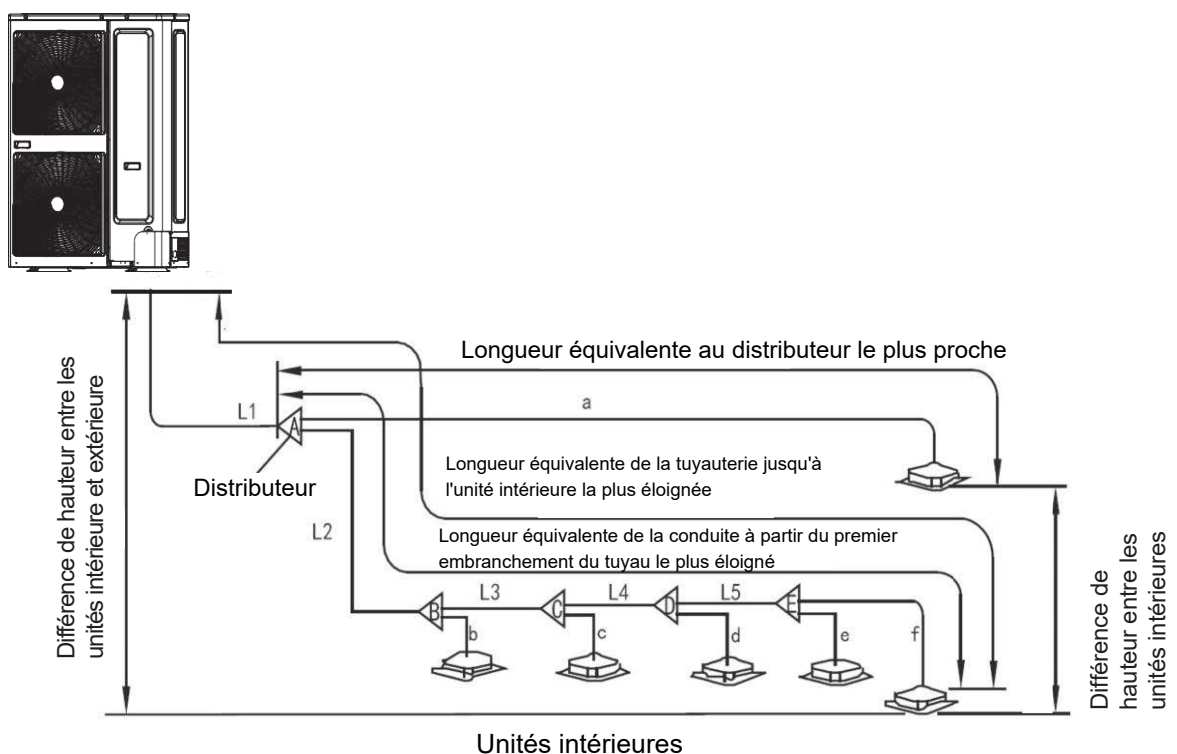 Longueur équivalente au distributeur le plus proche
Différence de hauteur entre les
unités intérieure et extérieure
L1
A
a
Distributeur
Longueur équivalente de la tuyauterie jusqu'à
l'unité intérieure la plus éloignée
L2
Longueur équivalente de la conduite à partir du premier
embranchement du tuyau le plus éloigné
B
L3
C
L4
D
L5
E
b
c
d
e
f
Différence de
hauteur entre les
unités intérieures
Unités intérieures